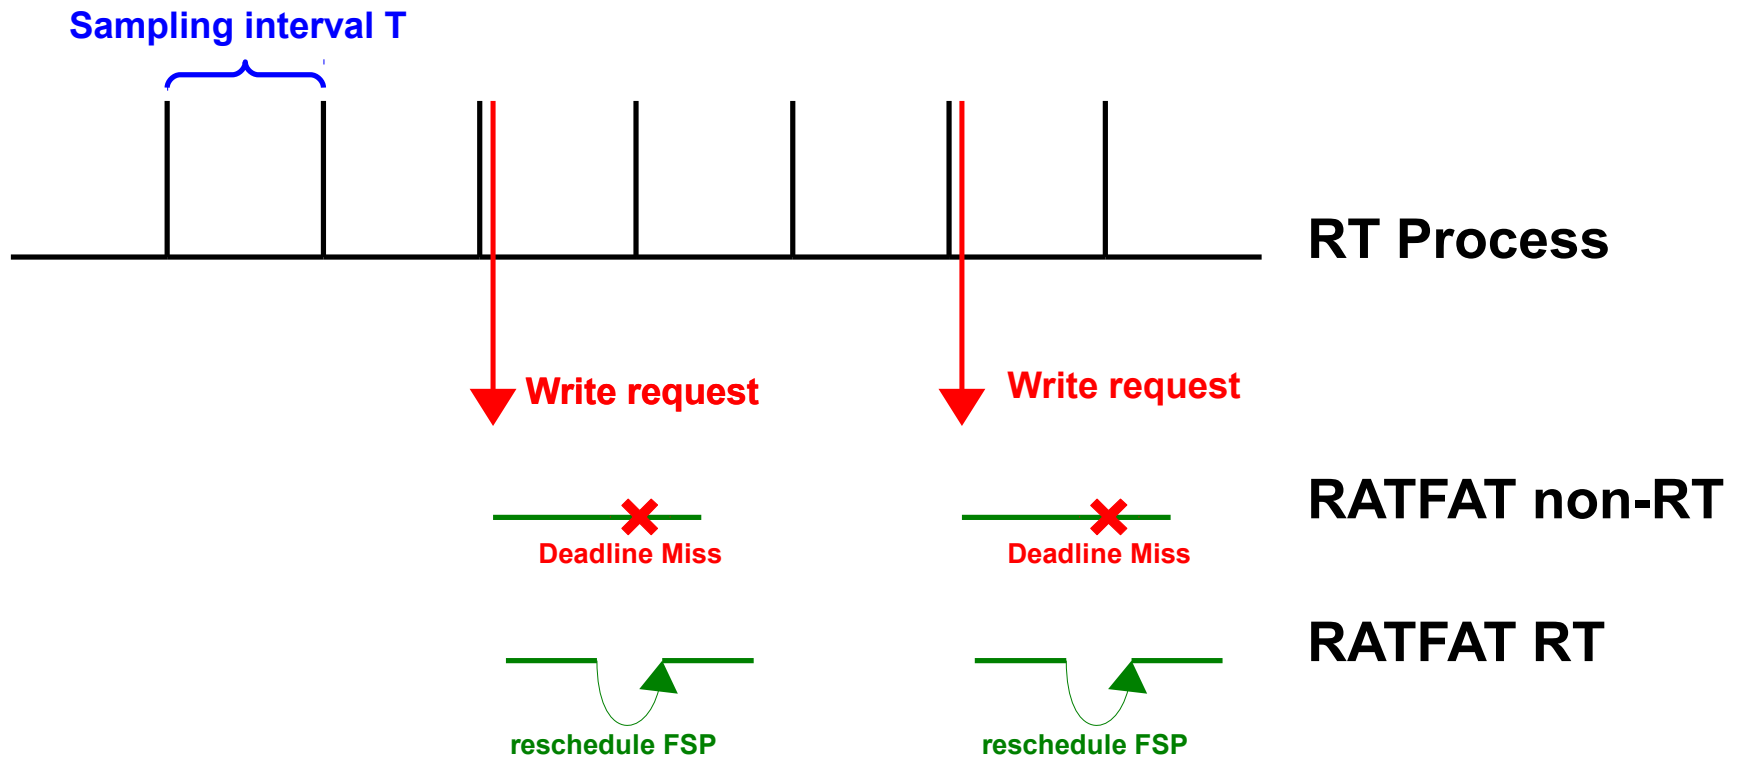 Sampling interval T
RT Process
Write request
Write request
RATFAT non-RT
Deadline Miss
Deadline Miss
RATFAT RT
reschedule FSP
reschedule FSP